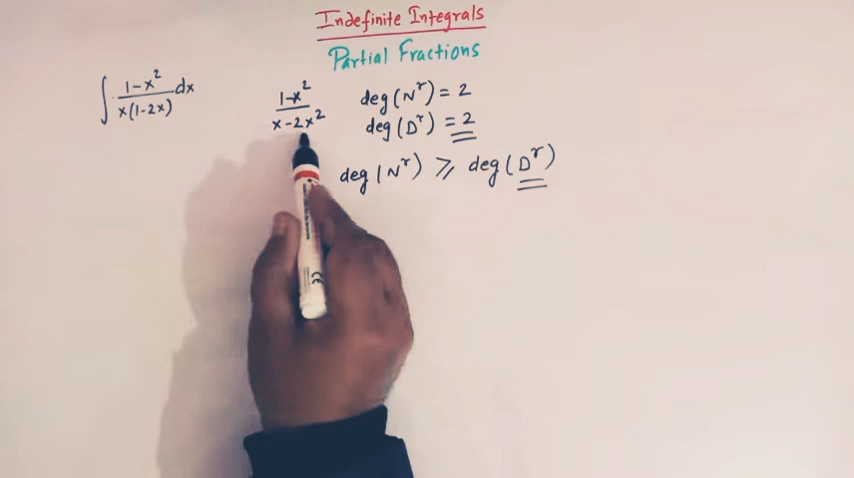 Indefinite Integrals
Partial Fractions
∫ (1-x²)/(x(1-2x)) dx
(1-x²)/(x-2x²)
deg(Nʳ) = 2
deg(Dʳ) = 2
deg(Nʳ) ⩾ deg(Dʳ)
CE